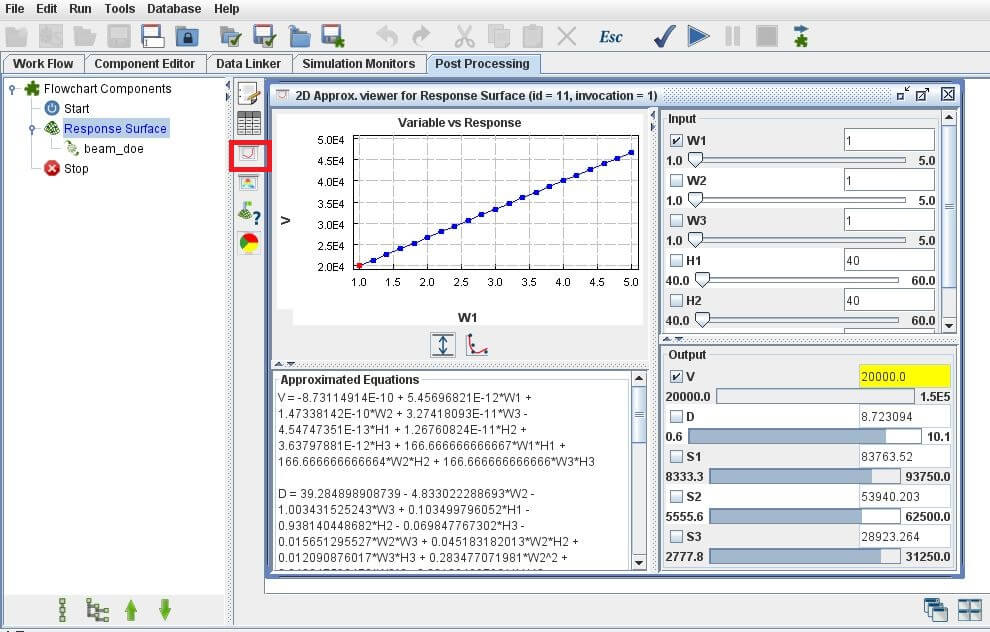 File Edit Run Tools Database Help
Esc
Work Flow Component Editor Data Linker Simulation Monitors Post Processing
Flowchart Components
Start
Response Surface
beam_doe
Stop
?
2D Approx. viewer for Response Surface (id = 11, invocation = 1)
Variable vs Response
5.0E4
4.5E4
4.0E4
3.5E4
3.0E4
2.5E4
2.0E4
V
1.0 1.5 2.0 2.5 3.0 3.5 4.0 4.5 5.0
W1
Approximated Equations
V = -8.73114914E-10 + 5.45696821E-12*W1 +
1.47338142E-10*W2 + 3.27418093E-11*W3 -
4.54747351E-13*H1 + 1.26760824E-11*H2 +
3.63797881E-12*H3 + 166.666666666667*W1*H1 +
166.666666666664*W2*H2 + 166.666666666666*W3*H3
D = 39.284898908739 - 4.833022288693*W2 -
1.003431525243*W3 + 0.103499796052*H1 -
0.938140448682*H2 - 0.069847767302*H3 -
0.015651295527*W2*W3 + 0.045183182013*W2*H2 +
0.012090876017*W3*H3 + 0.283477071981*W2^2 +
Input
W1 1
1.0 5.0
W2 1
1.0 5.0
W3 1
1.0 5.0
H1 40
40.0 60.0
H2 40
40.0 60.0
Output
V 20000.0
20000.0 1.5E5
D 8.723094
0.6 10.1
S1 83763.52
8333.3 93750.0
S2 53940.203
5555.6 62500.0
S3 28923.264
2777.8 31250.0